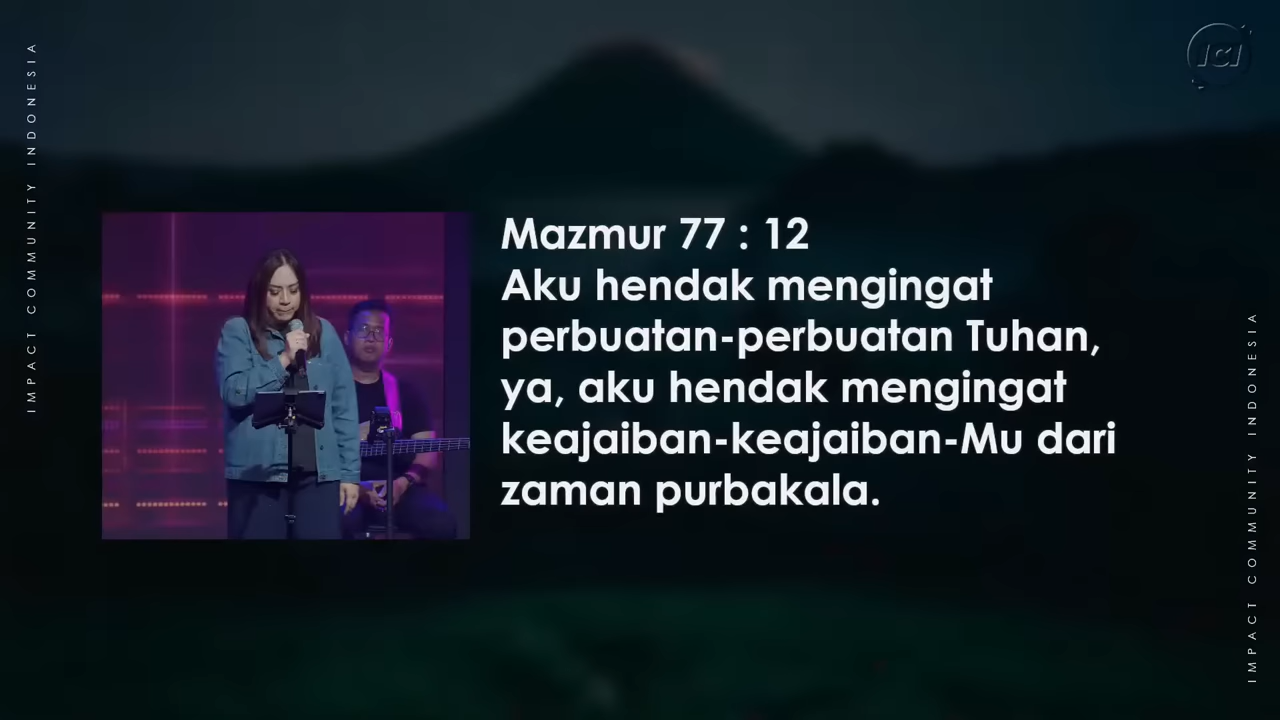 IMPACT COMMUNITY INDONESIA
ICI
Mazmur 77 : 12
Aku hendak mengingat
perbuatan-perbuatan Tuhan,
ya, aku hendak mengingat
keajaiban-keajaiban-Mu dari
zaman purbakala.
IMPACT COMMUNITY INDONESIA